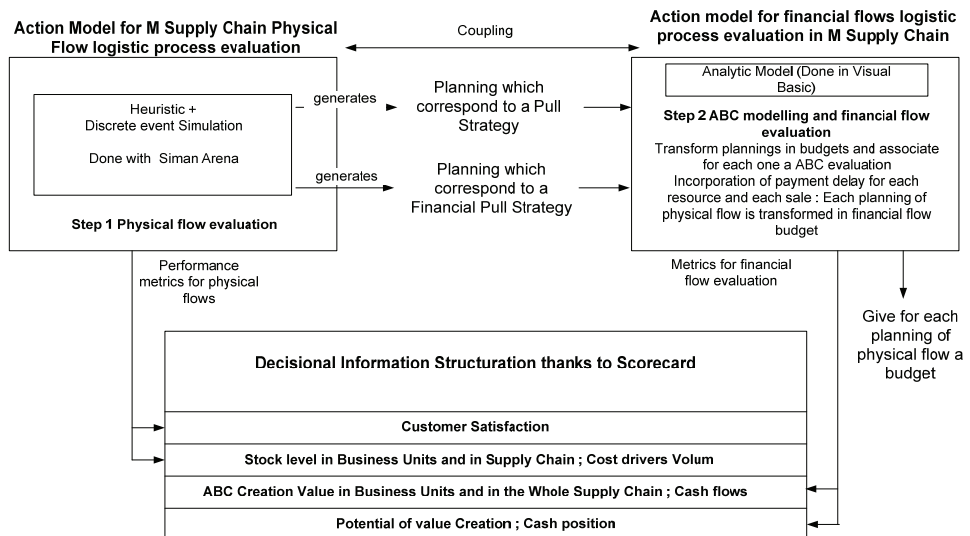 Action Model for M Supply Chain Physical
Flow logistic process evaluation
Coupling
Action model for financial flows logistic
process evaluation in M Supply Chain
Heuristic +
Discrete event Simulation
Done with Siman Arena
Step 1 Physical flow evaluation
generates
Planning which
correspond to a Pull
Strategy
generates
Planning which
correspond to a
Financial Pull Strategy
Analytic Model (Done in Visual
Basic)
Step 2 ABC modelling and financial flow
evaluation
Transform plannings in budgets and associate
for each one a ABC evaluation
Incorporation of payment delay for each
resource and each sale : Each planning of
physical flow is transformed in financial flow
budget
Performance
metrics for physical
flows
Metrics for financial
flow evaluation
Give for each
planning of
physical flow a
budget
Decisional Information Structuration thanks to Scorecard
Customer Satisfaction
Stock level in Business Units and in Supply Chain ; Cost drivers Volum
ABC Creation Value in Business Units and in the Whole Supply Chain ; Cash flows
Potential of value Creation ; Cash position